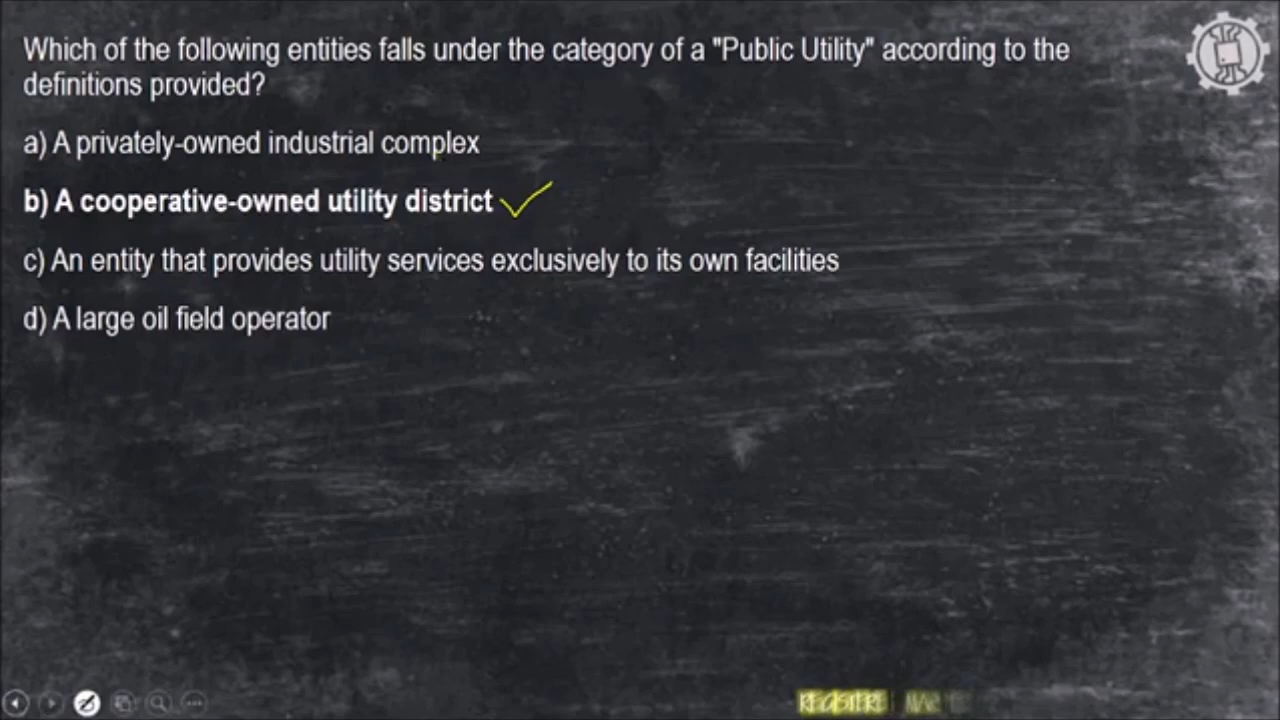 Which of the following entities falls under the category of a "Public Utility" according to the
definitions provided?
a) A privately-owned industrial complex
b) A cooperative-owned utility district
c) An entity that provides utility services exclusively to its own facilities
d) A large oil field operator